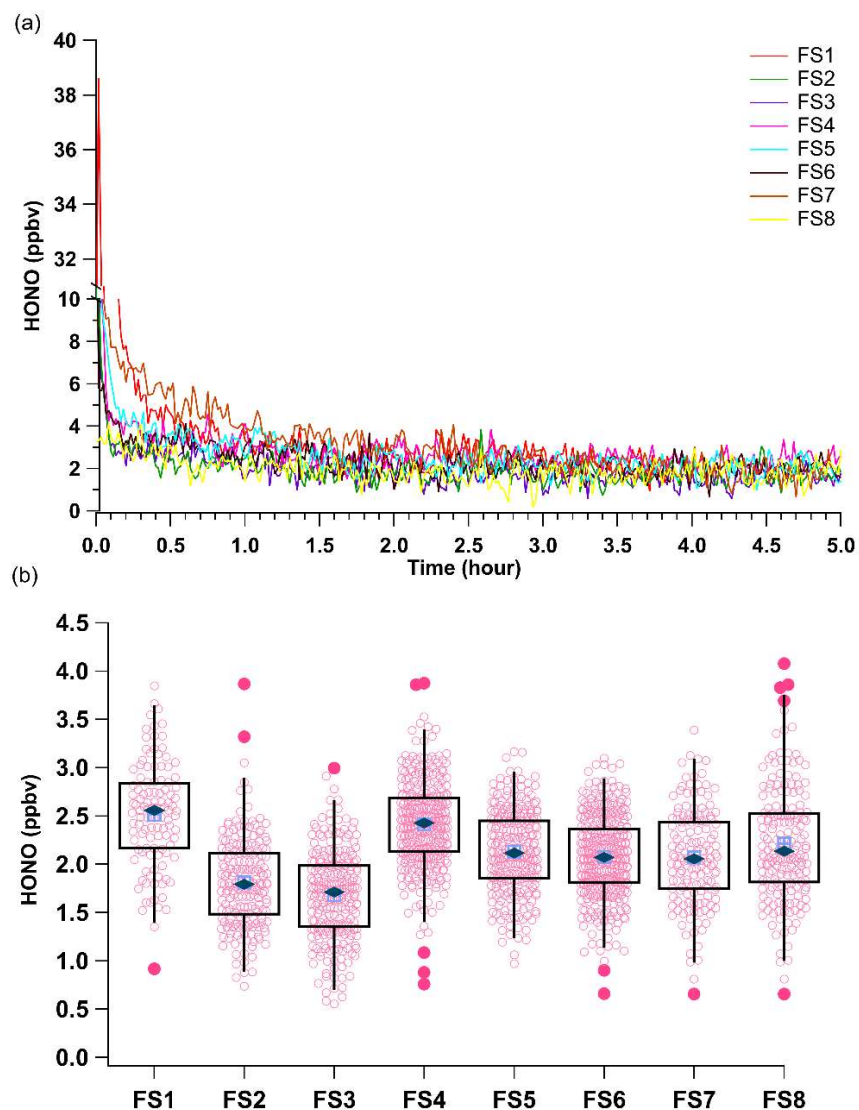 (a)
40
38
36
34
32
10
8
6
4
2
0
HONO (ppbv)
FS1
FS2
FS3
FS4
FS5
FS6
FS7
FS8
0.0 0.5 1.0 1.5 2.0 2.5 3.0 3.5 4.0 4.5 5.0
Time (hour)
(b)
4.5
4.0
3.5
3.0
2.5
2.0
1.5
1.0
0.5
0.0
HONO (ppbv)
FS1 FS2 FS3 FS4 FS5 FS6 FS7 FS8